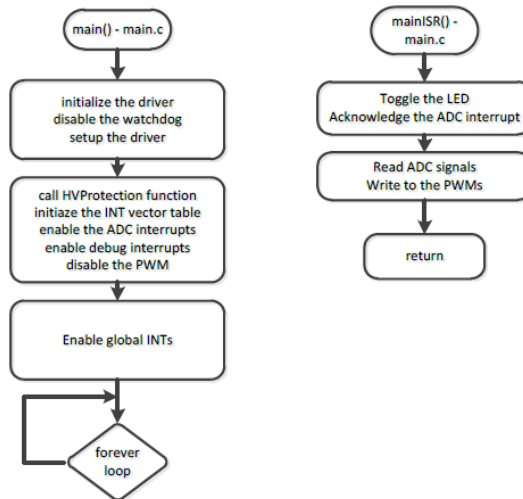 main() - main.c
initialize the driver
disable the watchdog
setup the driver
call HVProtection function
initiaze the INT vector table
enable the ADC interrupts
enable debug interrupts
disable the PWM
Enable global INTs
forever
loop
mainISR() -
main.c
Toggle the LED
Acknowledge the ADC interrupt
Read ADC signals
Write to the PWMs
return